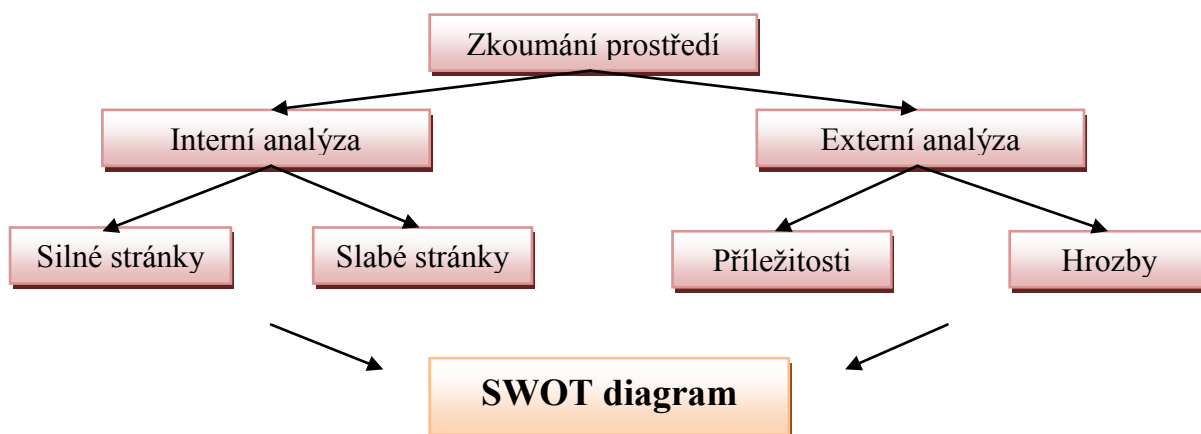 Zkoumání prostředí
Interní analýza
Externí analýza
Silné stránky
Slabé stránky
Příležitosti
Hrozby
SWOT diagram